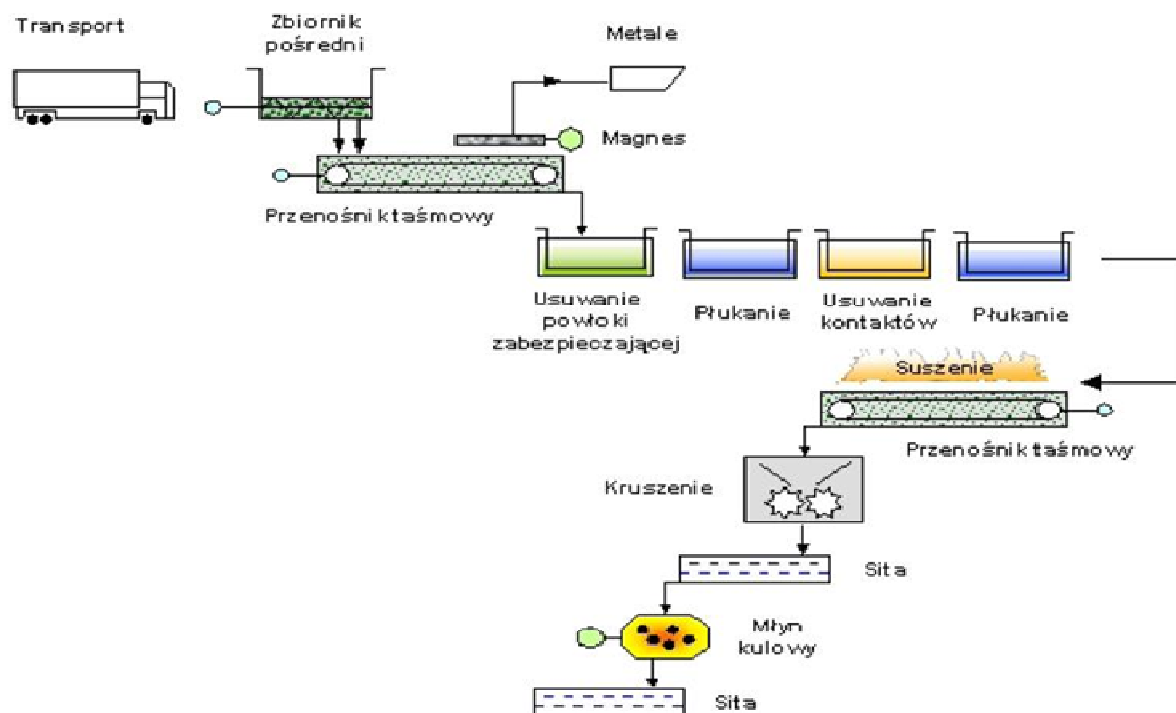 Transport
Zbiornik
pośredni
Metale
Magnes
Przenośnik taśmowy
Usuwanie
powłoki
zabezpieczającej
Płukanie
Usuwanie
kontaktów
Płukanie
Suszenie
Przenośnik taśmowy
Kruszenie
Sita
Młyn
kulowy
Sita